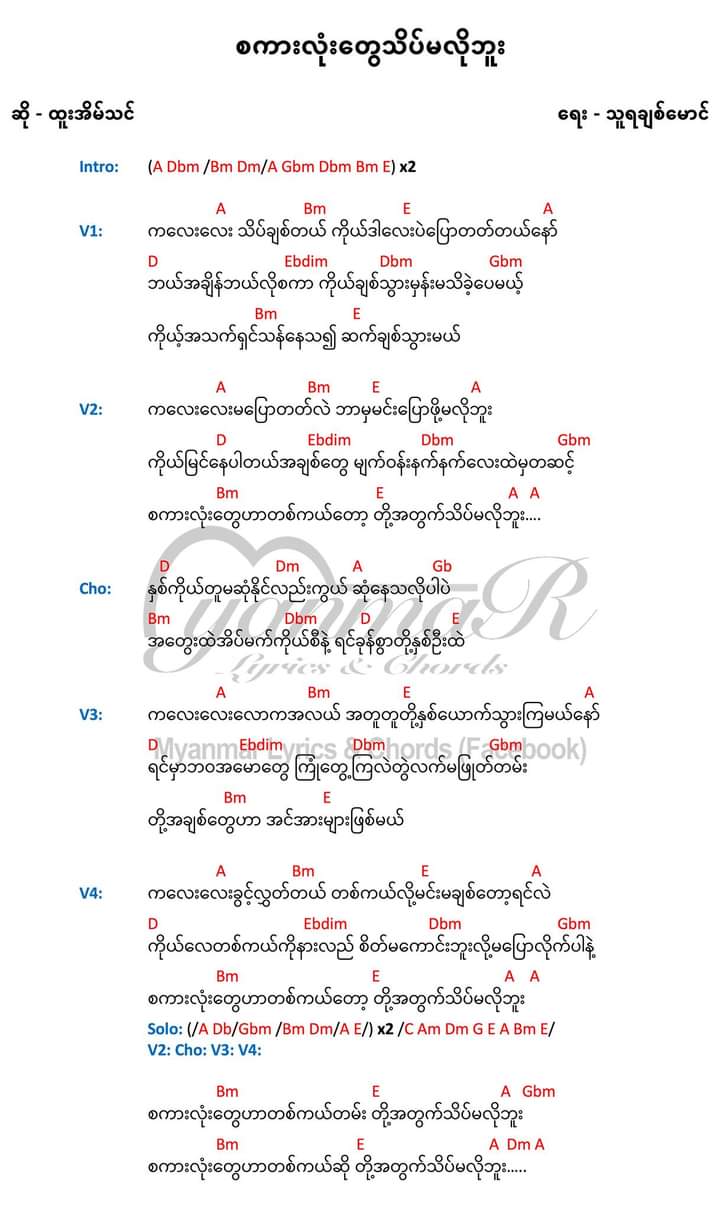 စကားလုံးတွေသိပ်မလိုဘူး
ဆို - ထူးအိမ်သင် ရေး - သူရချစ်မောင်
Intro: (A Dbm /Bm Dm/A Gbm Dbm Bm E) x2
A Bm E A
V1: ကလေးလေး သိပ်ချစ်တယ် ကိုယ်ဒါလေးပဲပြောတတ်တယ်နော်
D Ebdim Dbm Gbm
ဘယ်အချိန်ဘယ်လိုစကာ ကိုယ်ချစ်သွားမှန်းမသိခဲ့ပေမယ့်
Bm E
ကိုယ့်အသက်ရှင်သန်နေသ၍ ဆက်ချစ်သွားမယ်
A Bm E A
V2: ကလေးလေးမပြောတတ်လဲ ဘာမှမင်းပြောဖို့မလိုဘူး
D Ebdim Dbm Gbm
ကိုယ်မြင်နေပါတယ်အချစ်တွေ မျက်ဝန်းနက်နက်လေးထဲမှတဆင့်
Bm E A A
စကားလုံးတွေဟာတစ်ကယ်တော့ တို့အတွက်သိပ်မလိုဘူး....
D Dm A Gb
Cho: နှစ်ကိုယ်တူမဆုံနိုင်လည်းကွယ် ဆုံနေသလိုပါပဲ
Bm Dbm D E
အတွေးထဲအိပ်မက်ကိုယ်စီနဲ့ ရင်ခုန်စွာတို့နှစ်ဦးထဲ
MyanmaR
Lyrics & Chords
A Bm E A
V3: ကလေးလေးလောကအလယ် အတူတူတို့နှစ်ယောက်သွားကြမယ်နော်
D Ebdim Dbm Gbm
Myanmar Lyrics & Chords (Facebook)
ရင်မှာဘဝအမောတွေ ကြုံတွေ့ကြလဲတွဲလက်မဖြုတ်တမ်း
Bm E
တို့အချစ်တွေဟာ အင်အားများဖြစ်မယ်
A Bm E A
V4: ကလေးလေးခွင့်လွှတ်တယ် တစ်ကယ်လို့မင်းမချစ်တော့ရင်လဲ
D Ebdim Dbm Gbm
ကိုယ်လေတစ်ကယ်ကိုနားလည် စိတ်မကောင်းဘူးလို့မပြောလိုက်ပါနဲ့
Bm E A A
စကားလုံးတွေဟာတစ်ကယ်တော့ တို့အတွက်သိပ်မလိုဘူး
Solo: (/A Db/Gbm /Bm Dm/A E/) x2 /C Am Dm G E A Bm E/
V2: Cho: V3: V4:
Bm E A Gbm
စကားလုံးတွေဟာတစ်ကယ်တမ်း တို့အတွက်သိပ်မလိုဘူး
Bm E A Dm A
စကားလုံးတွေဟာတစ်ကယ်ဆို တို့အတွက်သိပ်မလိုဘူး.....